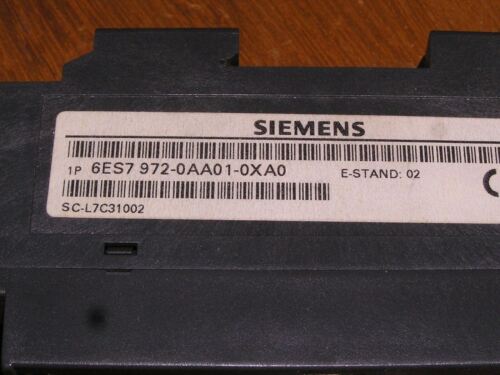 SIEMENS
1P 6ES7 972-0AA01-0XA0 E-STAND: 02
SC-L7C31002